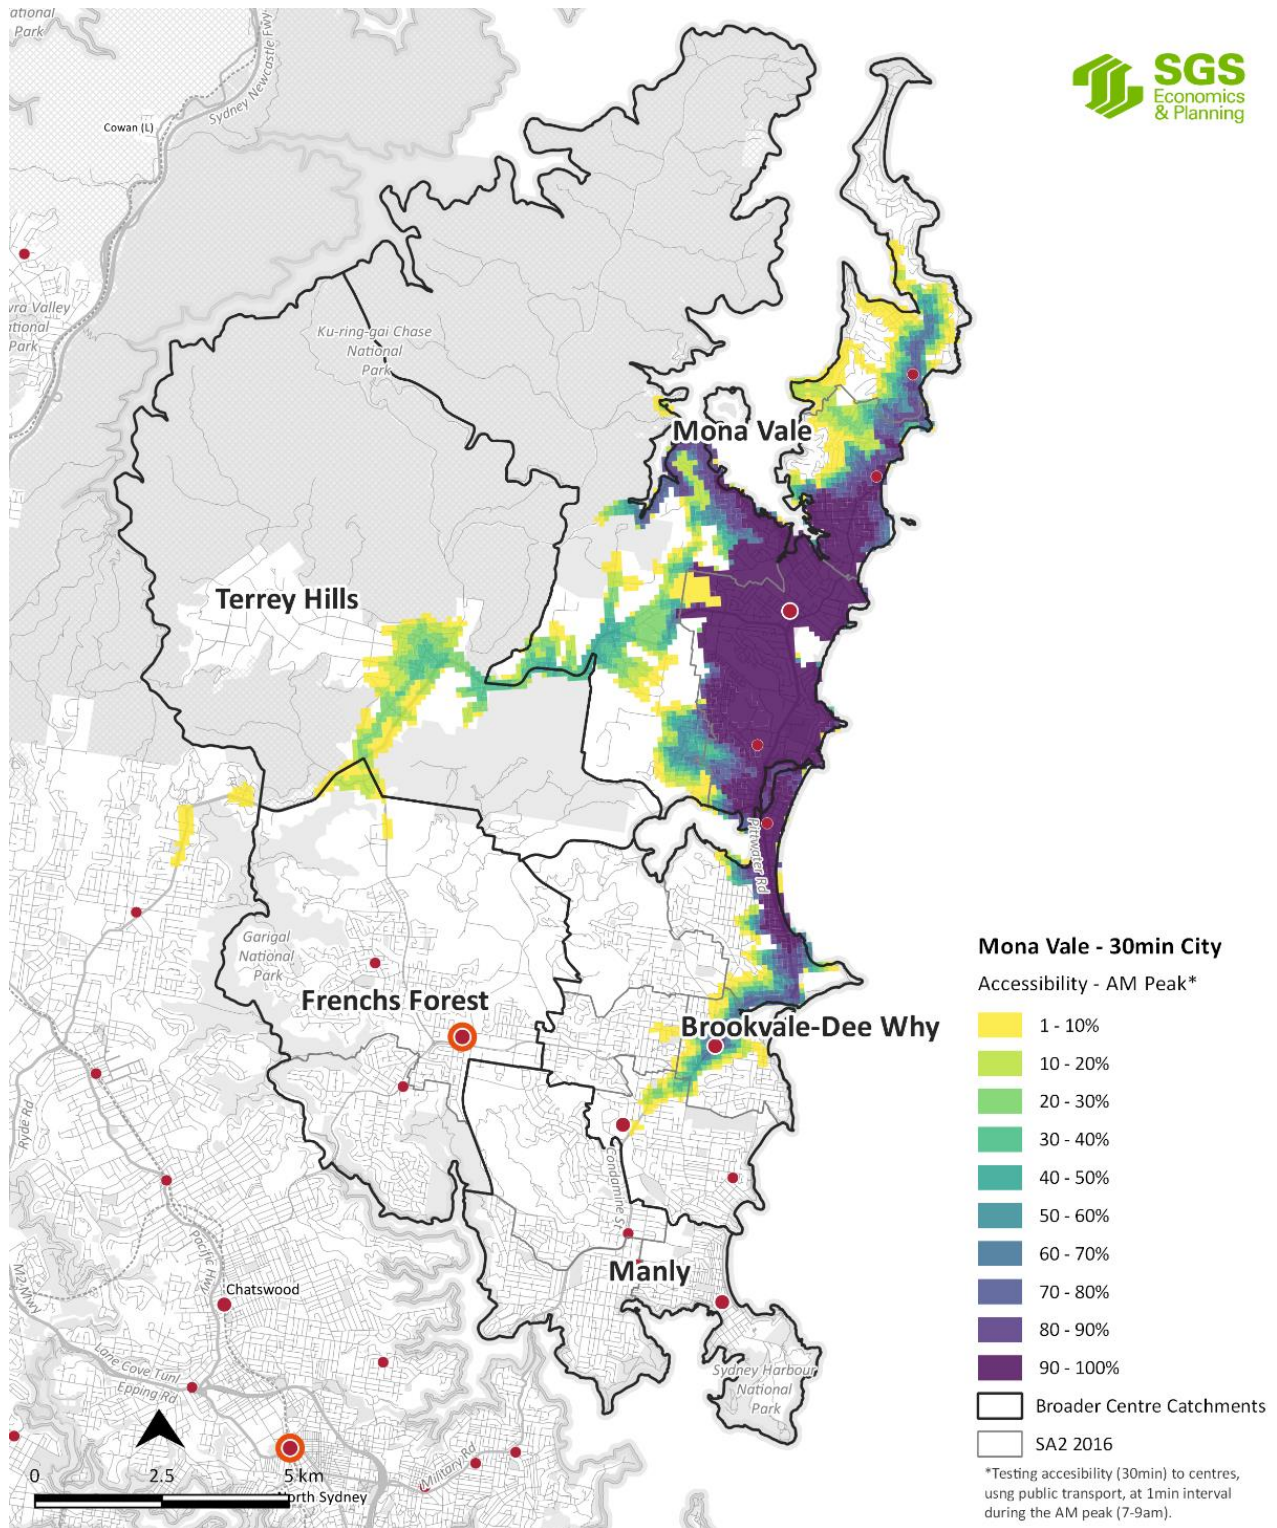 ational
Park
Sydney Newcastle Fwy
SGS
Economics
& Planning
Cowan (L)
vra Valley
ational
Park
Ku-ring-gai Chase
National
Park
Mona Vale
Terrey Hills
Pittwater Rd
Garigal
National
Park
Frenchs Forest
Brookvale-Dee Why
Ryde Rd
Condamine St
Pacific Hwy
M2 Mwy
Manly
Chatswood
Lane Cove Tunl
Epping Rd
Sydney Harbour
National
Park
Military Rd
0 2.5 5 km
North Sydney
Mona Vale - 30min City
Accessibility - AM Peak*
1 - 10%
10 - 20%
20 - 30%
30 - 40%
40 - 50%
50 - 60%
60 - 70%
70 - 80%
80 - 90%
90 - 100%
Broader Centre Catchments
SA2 2016
*Testing accesibility (30min) to centres,
usng public transport, at 1min interval
during the AM peak (7-9am).